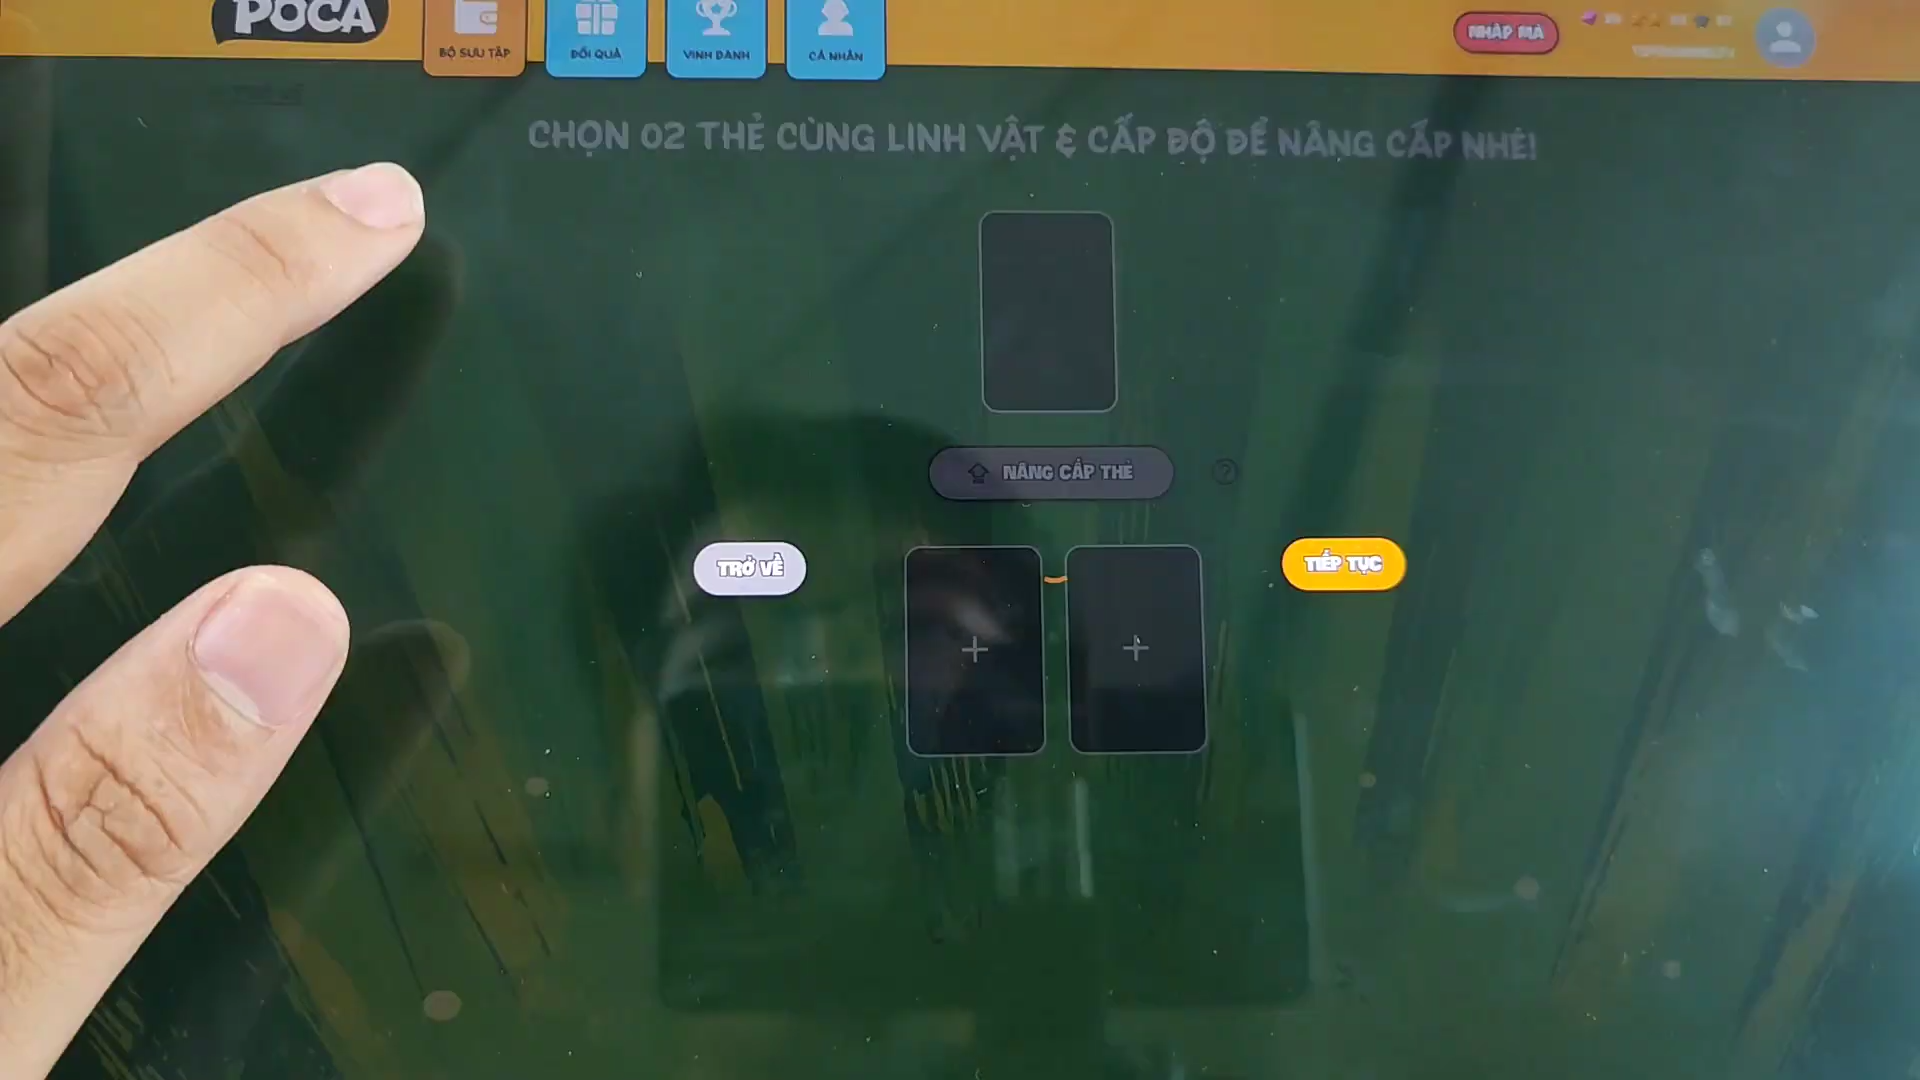 POCA
BỘ SƯU TẬP
ĐỔI QUÀ
VINH DANH
CÁ NHÂN
NHẬP MÃ
CHỌN 02 THẺ CÙNG LINH VẬT & CẤP ĐỘ ĐỂ NÂNG CẤP NHÉ!
NÂNG CẤP THẺ
?
TRỞ VỀ
TIẾP TỤC